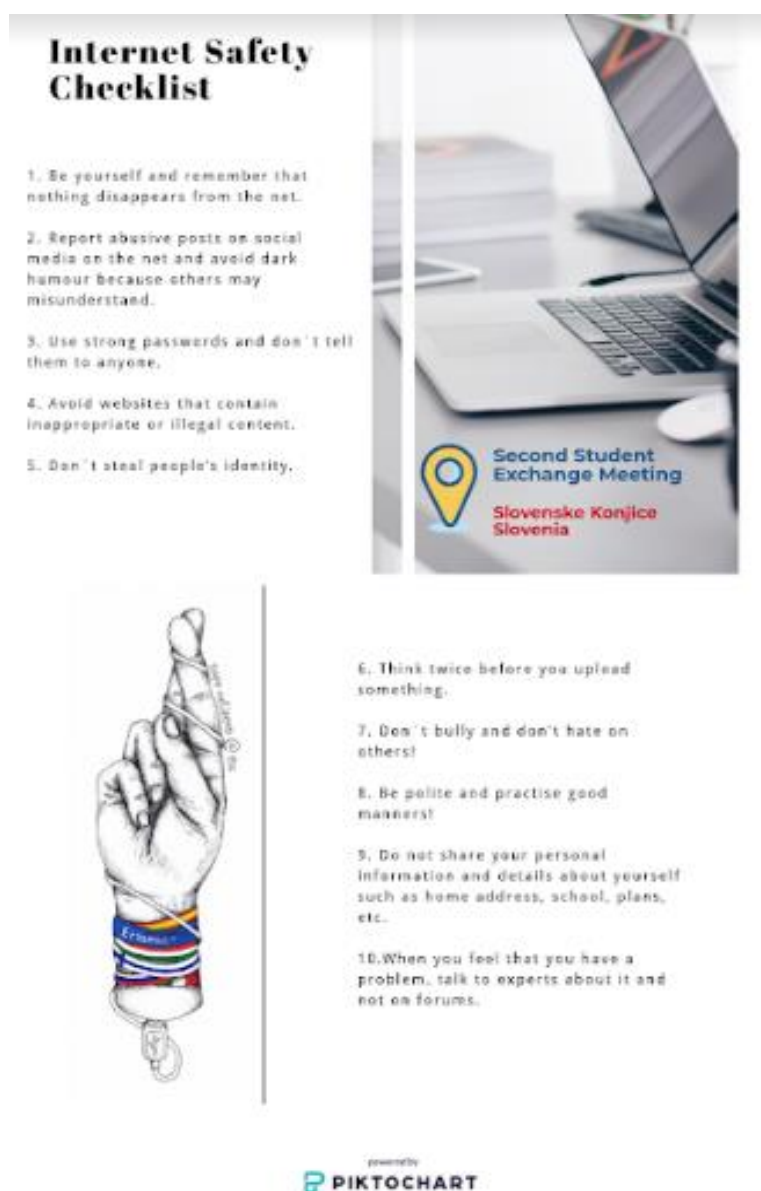 Internet Safety
Checklist
1. Be yourself and remember that
nothing disappears from the net.
2. Report abusive posts on social
media on the net and avoid dark
humour because others may
misunderstand.
3. Use strong passwords and don´t tell
them to anyone.
4. Avoid websites that contain
inappropriate or illegal content.
5. Don´t steal people's identity.
Second Student
Exchange Meeting
Slovenske Konjice
Slovenia
6. Think twice before you upload
something.
7. Don´t bully and don't hate on
others!
8. Be polite and practise good
manners!
9. Do not share your personal
information and details about yourself
such as home address, school, plans,
etc.
10.When you feel that you have a
problem, talk to experts about it and
not on forums.
Erasmus+
powered by
PIKTOCHART